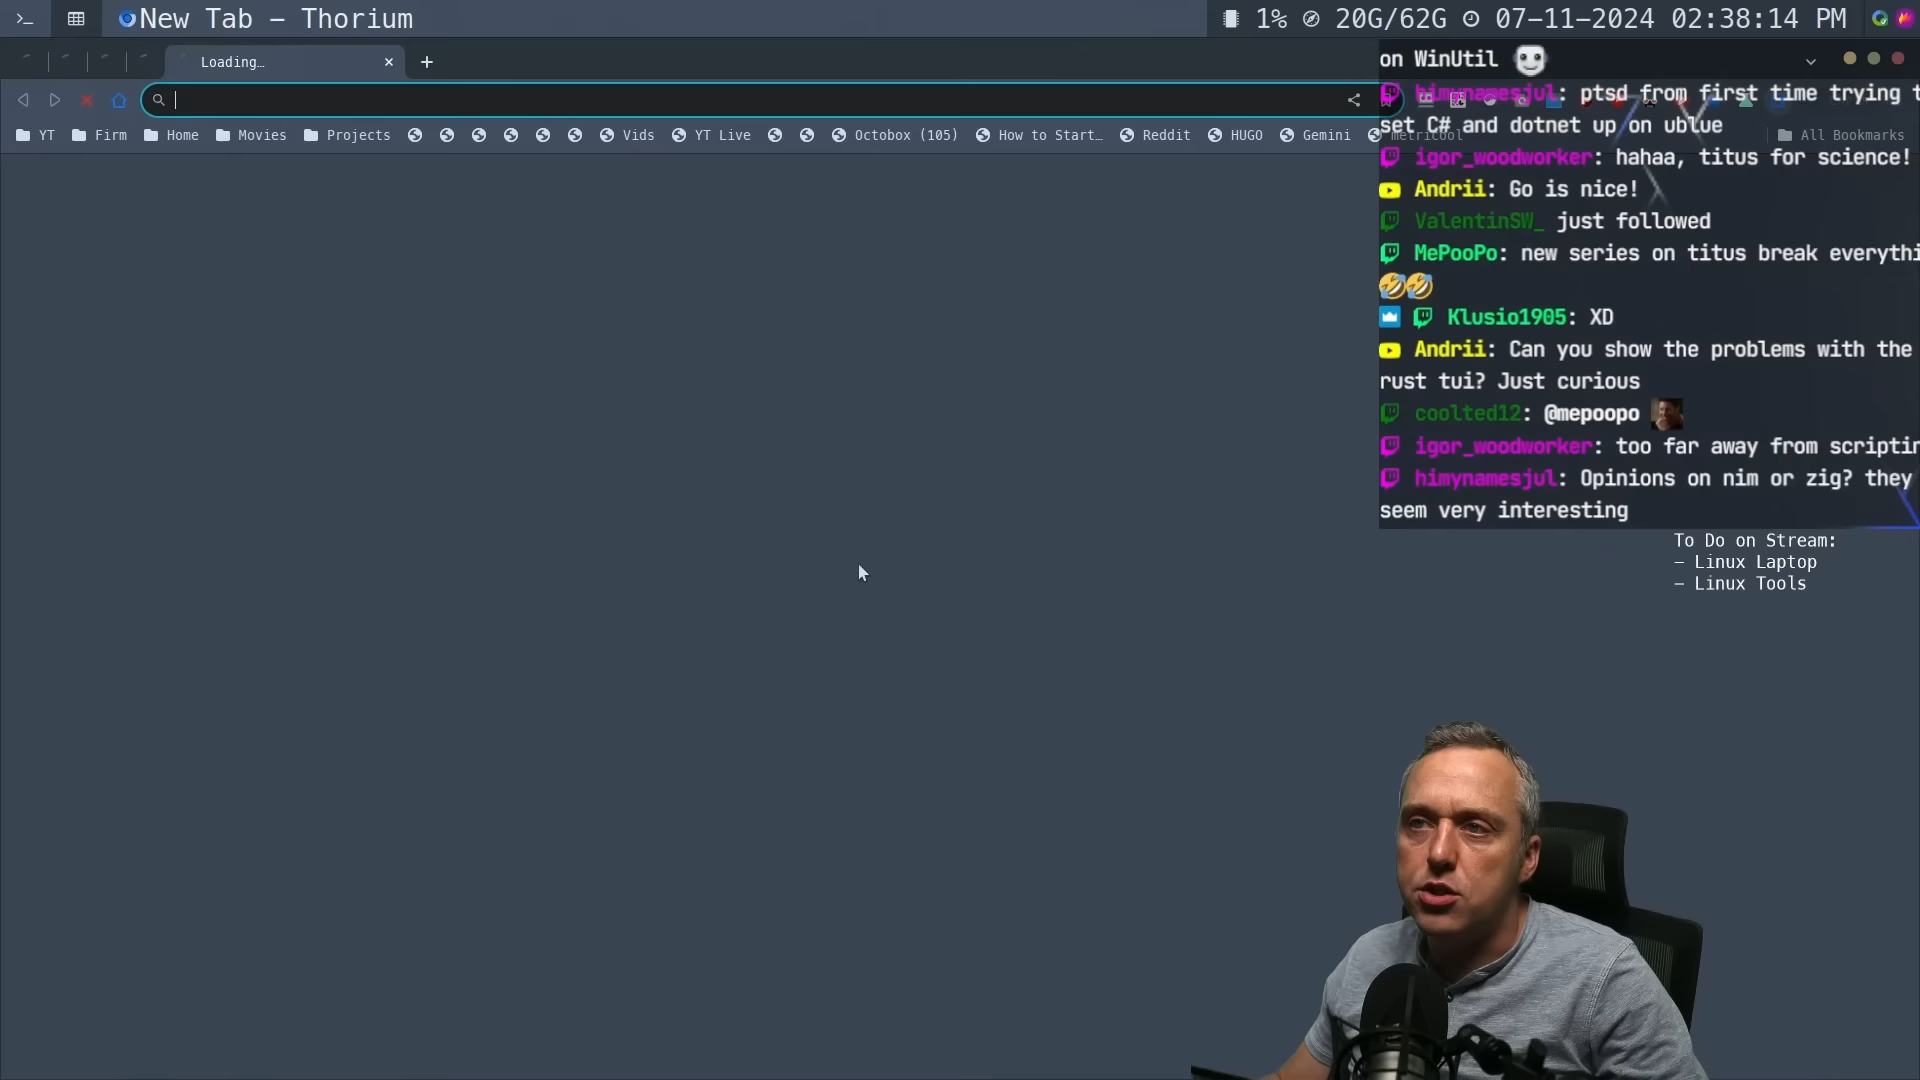 New Tab - Thorium
1%
20G/62G
07-11-2024 02:38:14 PM
Loading…
YT
Firm
Home
Movies
Projects
Vids
YT Live
Octobox (105)
How to Start…
Reddit
HUGO
Gemini
metricool
All Bookmarks
on WinUtil
himynamesjul: ptsd from first time trying t
set C# and dotnet up on ublue
igor_woodworker: hahaa, titus for science!
Andrii: Go is nice!
ValentinSW_ just followed
MePooPo: new series on titus break everythi
Klusio1905: XD
Andrii: Can you show the problems with the
rust tui? Just curious
coolted12: @mepoopo
igor_woodworker: too far away from scriptin
himynamesjul: Opinions on nim or zig? they
seem very interesting
To Do on Stream:
- Linux Laptop
- Linux Tools